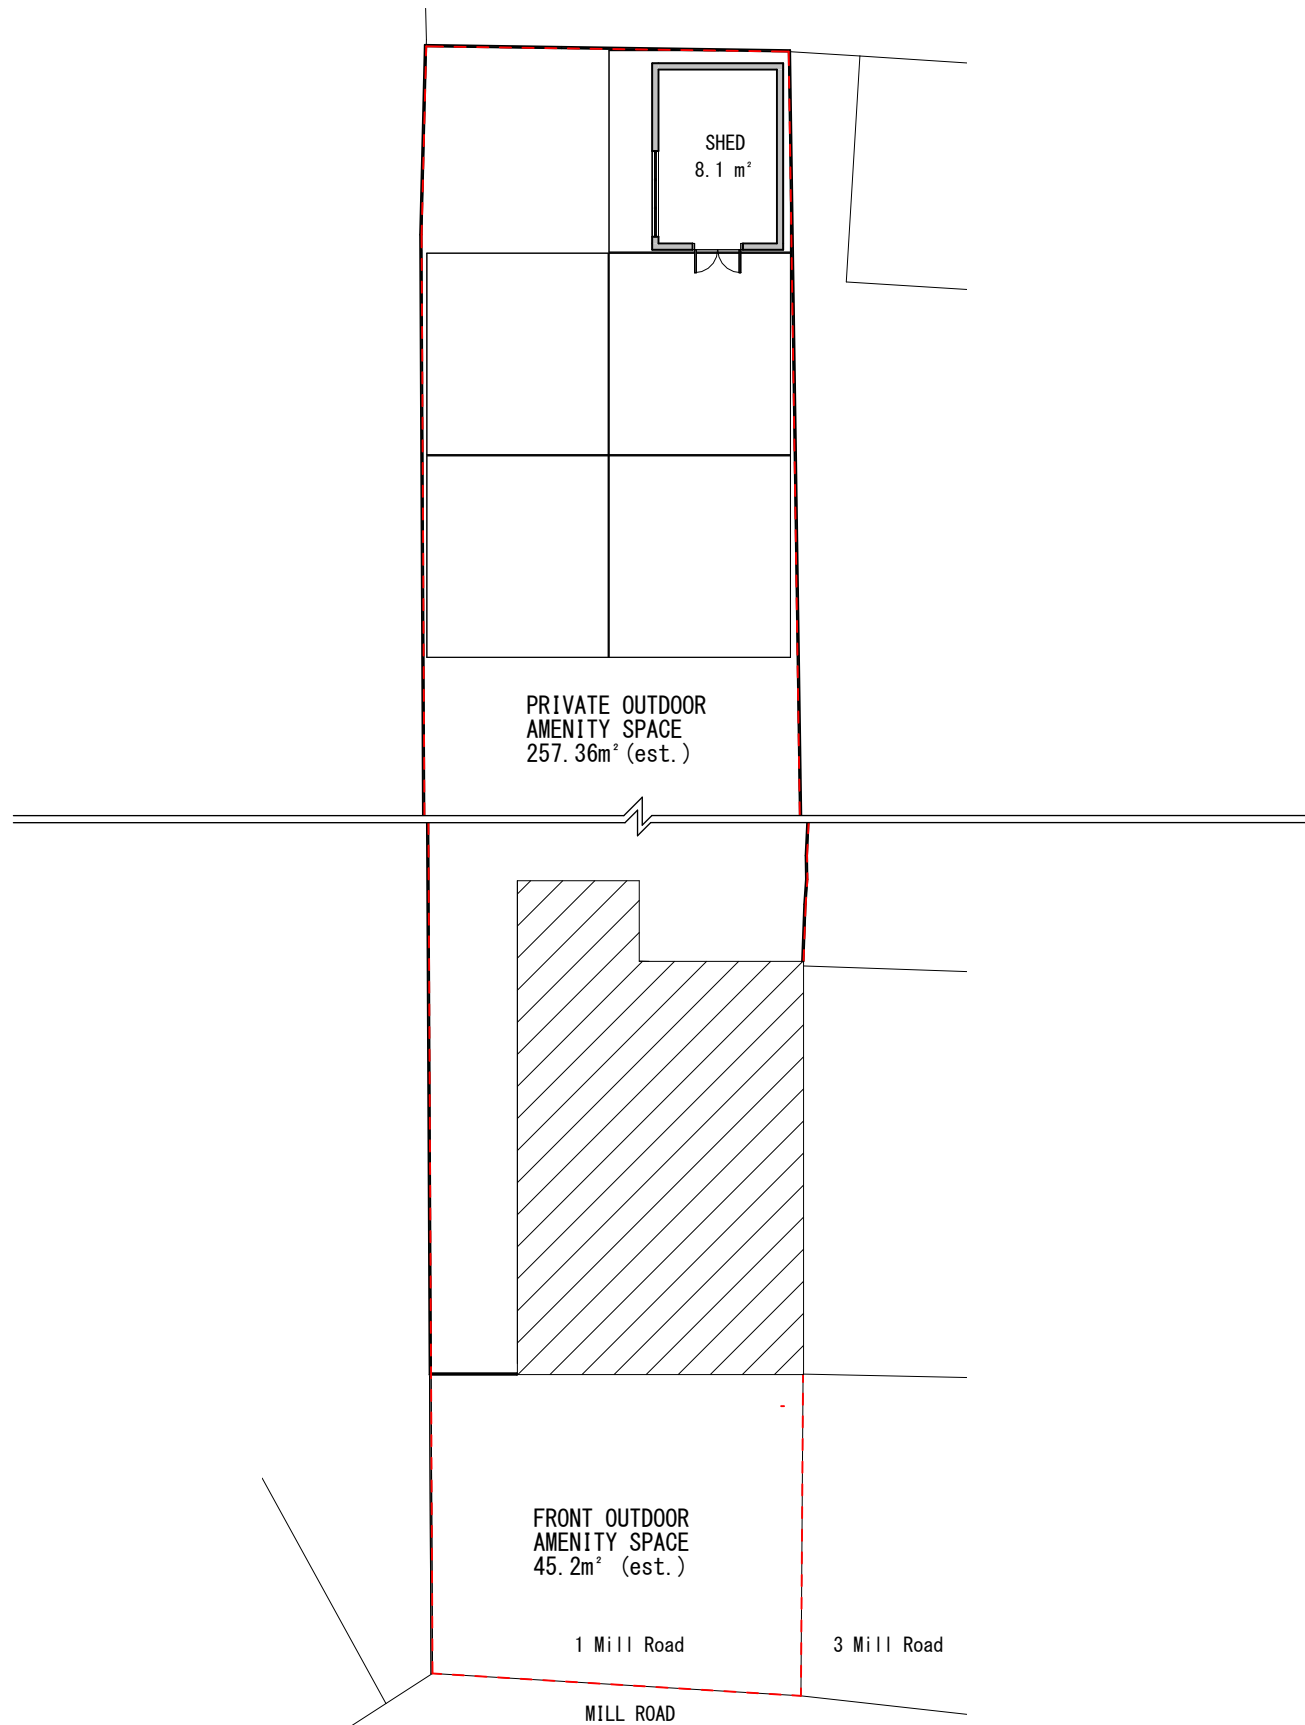 SHED
8.1 m²
PRIVATE OUTDOOR
AMENITY SPACE
257.36m² (est.)
FRONT OUTDOOR
AMENITY SPACE
45.2m² (est.)
1 Mill Road
3 Mill Road
MILL ROAD